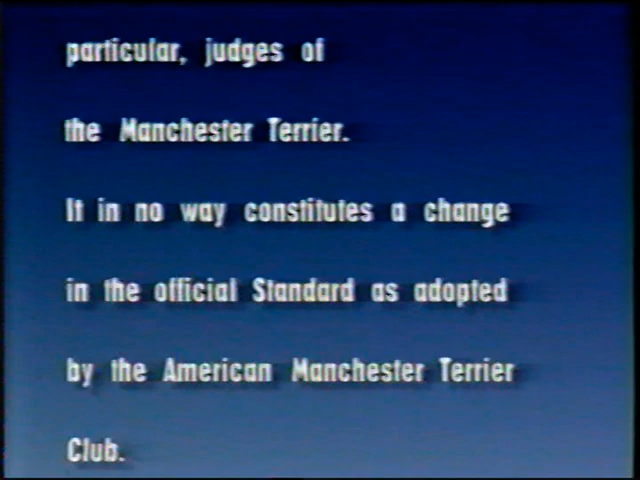 particular, judges of
the Manchester Terrier.
It in no way constitutes a change
in the official Standard as adopted
by the American Manchester Terrier
Club.